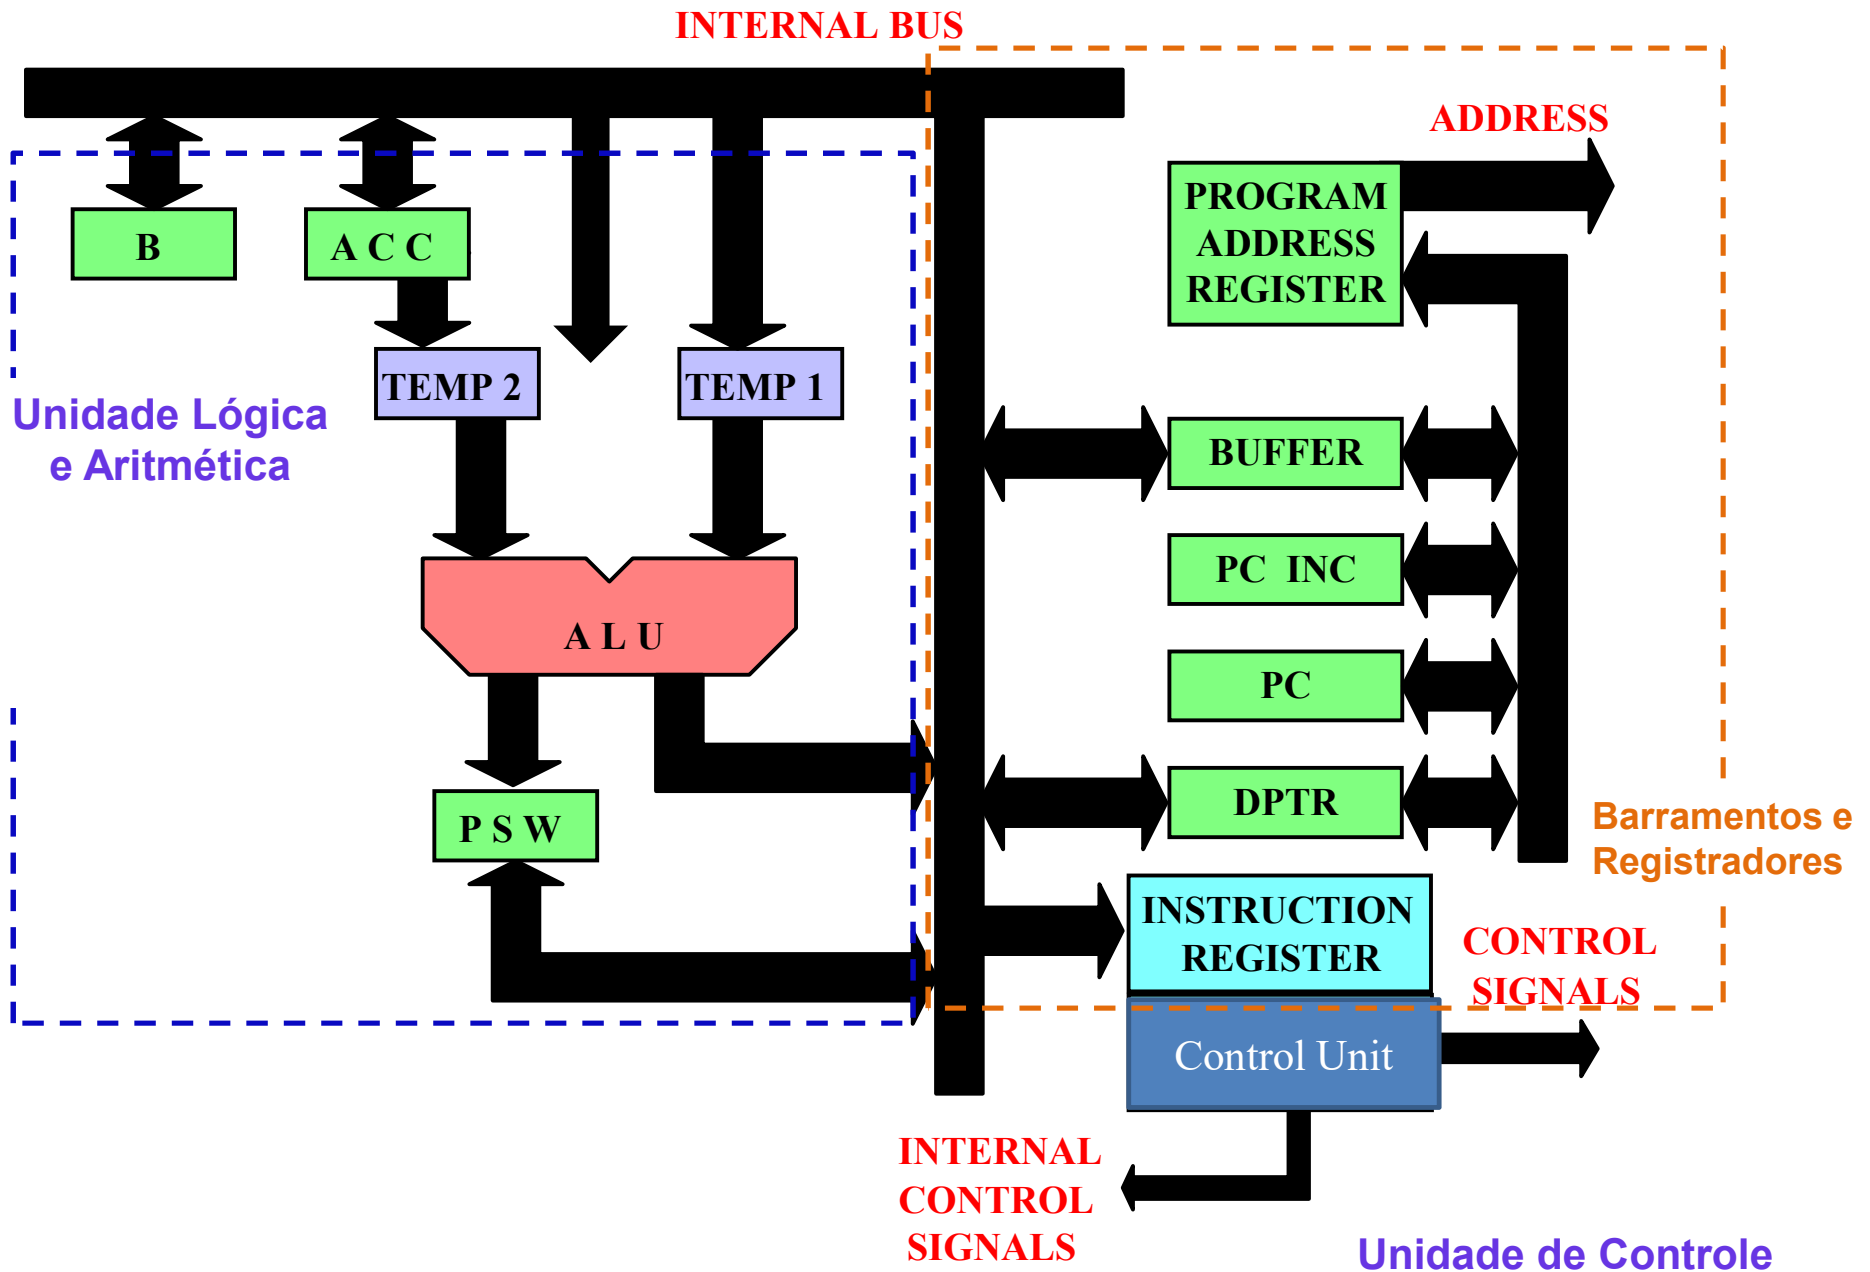 INTERNAL BUS
ADDRESS
PROGRAM
ADDRESS
REGISTER
B
A C C
TEMP 2
TEMP 1
Unidade Lógica
e Aritmética
BUFFER
PC INC
A L U
PC
DPTR
P S W
Barramentos e
Registradores
INSTRUCTION
REGISTER
CONTROL
SIGNALS
Control Unit
INTERNAL
CONTROL
SIGNALS
Unidade de Controle